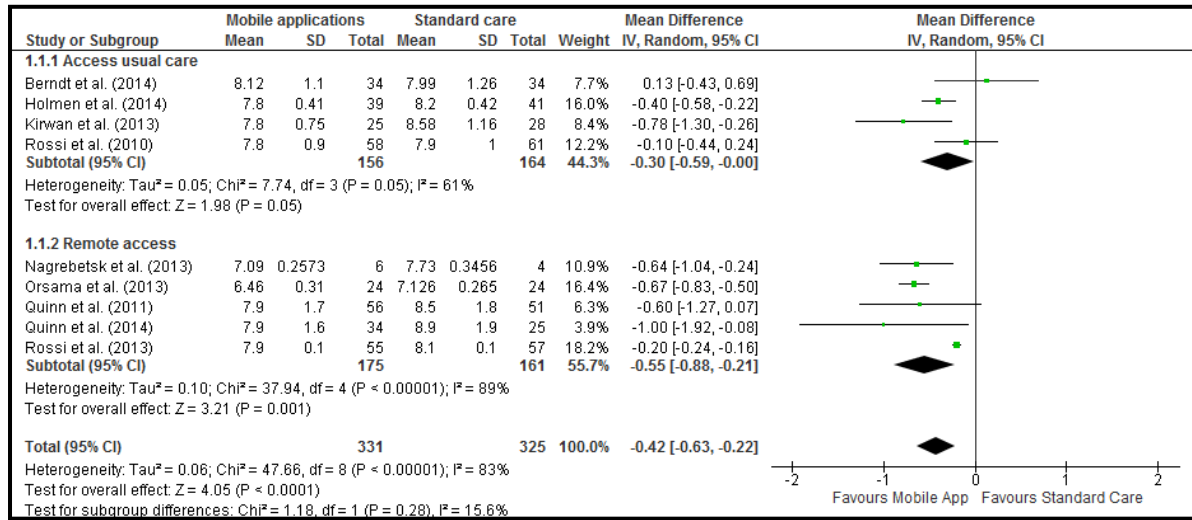 Mobile applications Standard care Mean Difference Mean Difference
Study or Subgroup Mean SD Total Mean SD Total Weight IV, Random, 95% CI IV, Random, 95% CI
1.1.1 Access usual care
Berndt et al. (2014) 8.12 1.1 34 7.99 1.26 34 7.7% 0.13 [-0.43, 0.69]
Holmen et al. (2014) 7.8 0.41 39 8.2 0.42 41 16.0% -0.40 [-0.58, -0.22]
Kirwan et al. (2013) 7.8 0.75 25 8.58 1.16 28 8.4% -0.78 [-1.30, -0.26]
Rossi et al. (2010) 7.8 0.9 58 7.9 1 61 12.2% -0.10 [-0.44, 0.24]
Subtotal (95% CI) 156 164 44.3% -0.30 [-0.59, -0.00]
Heterogeneity: Tau² = 0.05; Chi² = 7.74, df = 3 (P = 0.05); I² = 61%
Test for overall effect: Z = 1.98 (P = 0.05)
1.1.2 Remote access
Nagrebetsk et al. (2013) 7.09 0.2573 6 7.73 0.3456 4 10.9% -0.64 [-1.04, -0.24]
Orsama et al. (2013) 6.46 0.31 24 7.126 0.265 24 16.4% -0.67 [-0.83, -0.50]
Quinn et al. (2011) 7.9 1.7 56 8.5 1.8 51 6.3% -0.60 [-1.27, 0.07]
Quinn et al. (2014) 7.9 1.6 34 8.9 1.9 25 3.9% -1.00 [-1.92, -0.08]
Rossi et al. (2013) 7.9 0.1 55 8.1 0.1 57 18.2% -0.20 [-0.24, -0.16]
Subtotal (95% CI) 175 161 55.7% -0.55 [-0.88, -0.21]
Heterogeneity: Tau² = 0.10; Chi² = 37.94, df = 4 (P < 0.00001); I² = 89%
Test for overall effect: Z = 3.21 (P = 0.001)
Total (95% CI) 331 325 100.0% -0.42 [-0.63, -0.22]
Heterogeneity: Tau² = 0.06; Chi² = 47.66, df = 8 (P < 0.00001); I² = 83%
Test for overall effect: Z = 4.05 (P < 0.0001)
Test for subgroup differences: Chi² = 1.18, df = 1 (P = 0.28), I² = 15.6%
-2 -1 0 1 2
Favours Mobile App Favours Standard Care